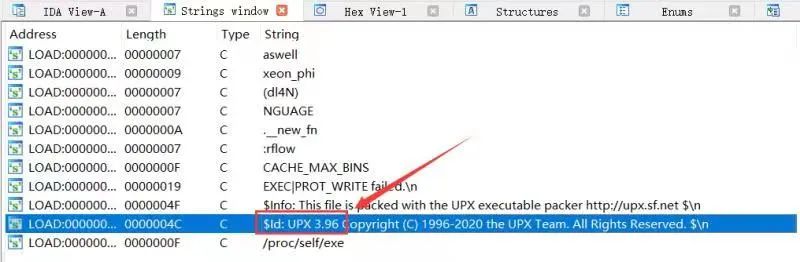 IDA View-A Strings window Hex View-1 Structures Enums
Address Length Type String
LOAD:000000... 00000007 C aswell
LOAD:000000... 00000009 C xeon_phi
LOAD:000000... 00000007 C (dl4N)
LOAD:000000... 00000007 C NGUAGE
LOAD:000000... 0000000A C .__new_fn
LOAD:000000... 00000007 C :rflow
LOAD:000000... 0000000F C CACHE_MAX_BINS
LOAD:000000... 00000019 C EXEC|PROT_WRITE failed.\n
LOAD:000000... 0000004F C $Info: This file is packed with the UPX executable packer http://upx.sf.net $\n
LOAD:000000... 0000004C C $Id: UPX 3.96 Copyright (C) 1996-2020 the UPX Team. All Rights Reserved. $\n
LOAD:000000... 0000000F C /proc/self/exe